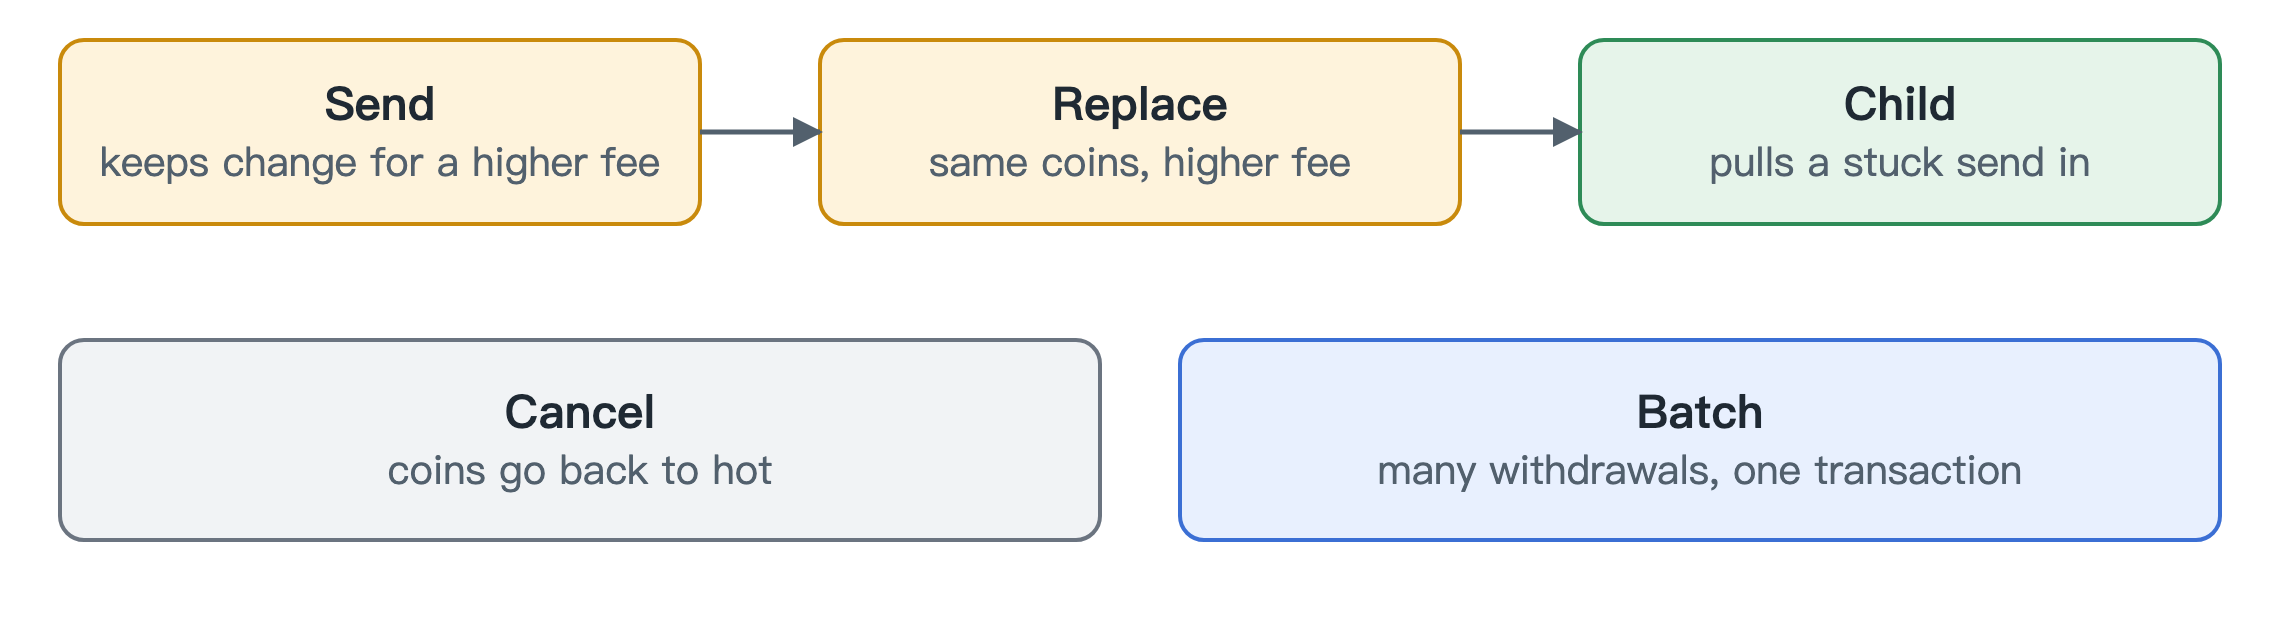 Send
keeps change for a higher fee
Replace
same coins, higher fee
Child
pulls a stuck send in
Cancel
coins go back to hot
Batch
many withdrawals, one transaction